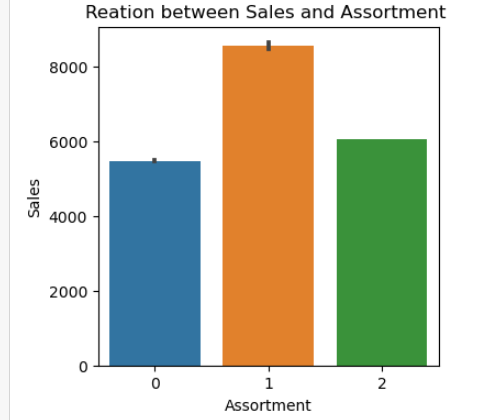 Reation between Sales and Assortment
8000
6000
4000
2000
0
Sales
0 1 2
Assortment